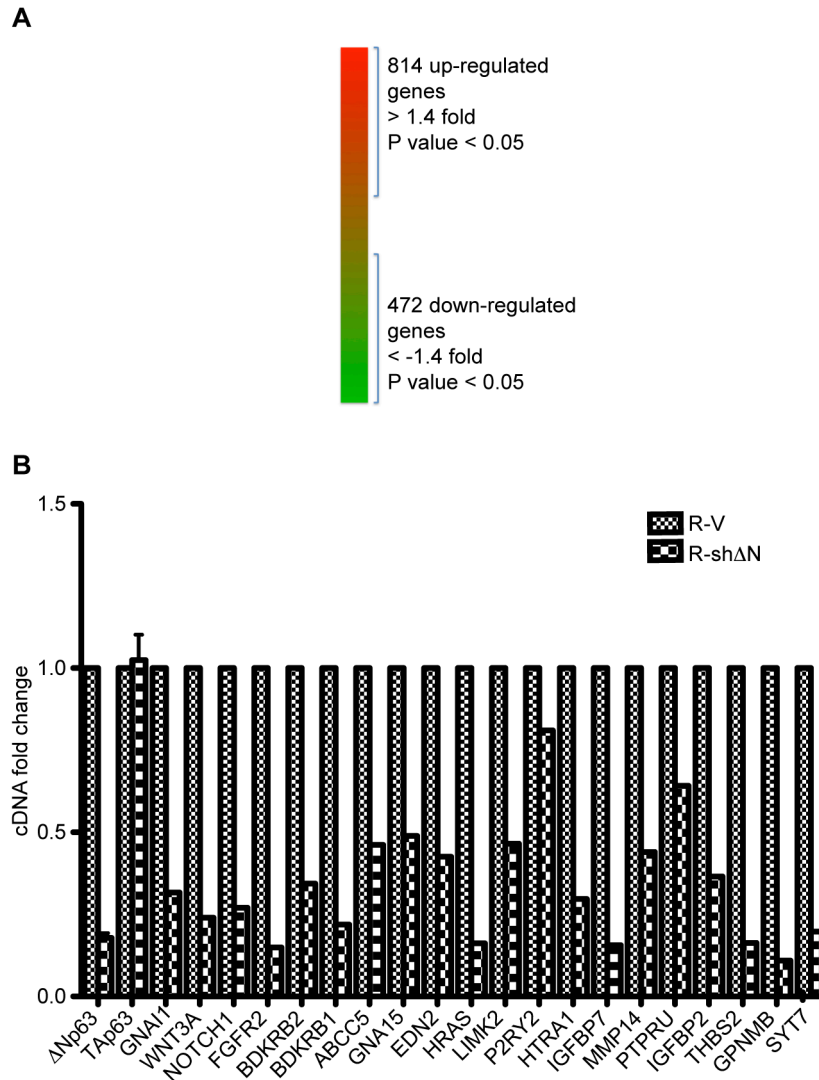 A
814 up-regulated
genes
> 1.4 fold
P value < 0.05
472 down-regulated
genes
< -1.4 fold
P value < 0.05
B
1.5
1.0
0.5
0.0
cDNA fold change
R-V
R-shΔN
ΔNp63
TAp63
GNAI1
WNT3A
NOTCH1
FGFR2
BDKRB2
BDKRB1
ABCC5
GNA15
EDN2
HRAS
LIMK2
P2RY2
HTRA1
IGFBP7
MMP14
PTPRU
IGFBP2
THBS2
GPNMB
SYT7